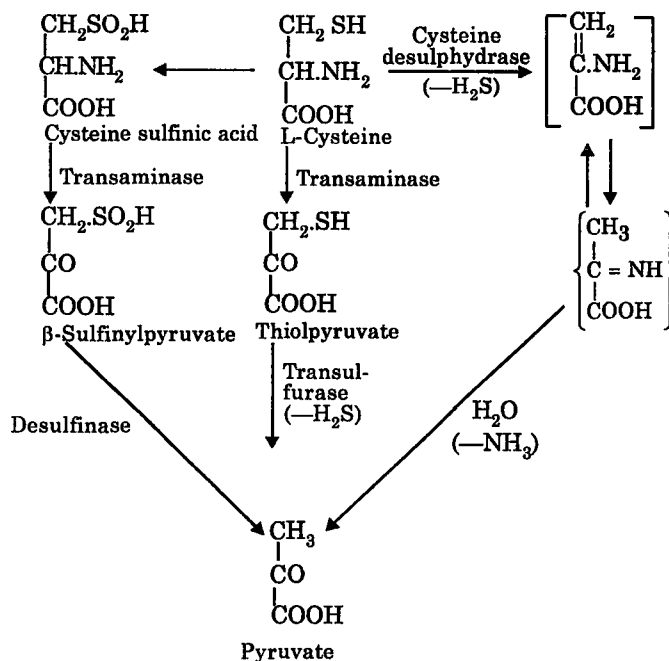 CH₂SO₂H
CH.NH₂
COOH
Cysteine sulfinic acid
CH₂ SH
CH.NH₂
COOH
L-Cysteine
Cysteine
desulphydrase
(—H₂S)
CH₂
C.NH₂
COOH
Transaminase
Transaminase
CH₂.SO₂H
CO
COOH
β-Sulfinylpyruvate
CH₂.SH
CO
COOH
Thiolpyruvate
CH₃
C = NH
COOH
Desulfinase
Transul-
furase
(—H₂S)
H₂O
(—NH₃)
CH₃
CO
COOH
Pyruvate